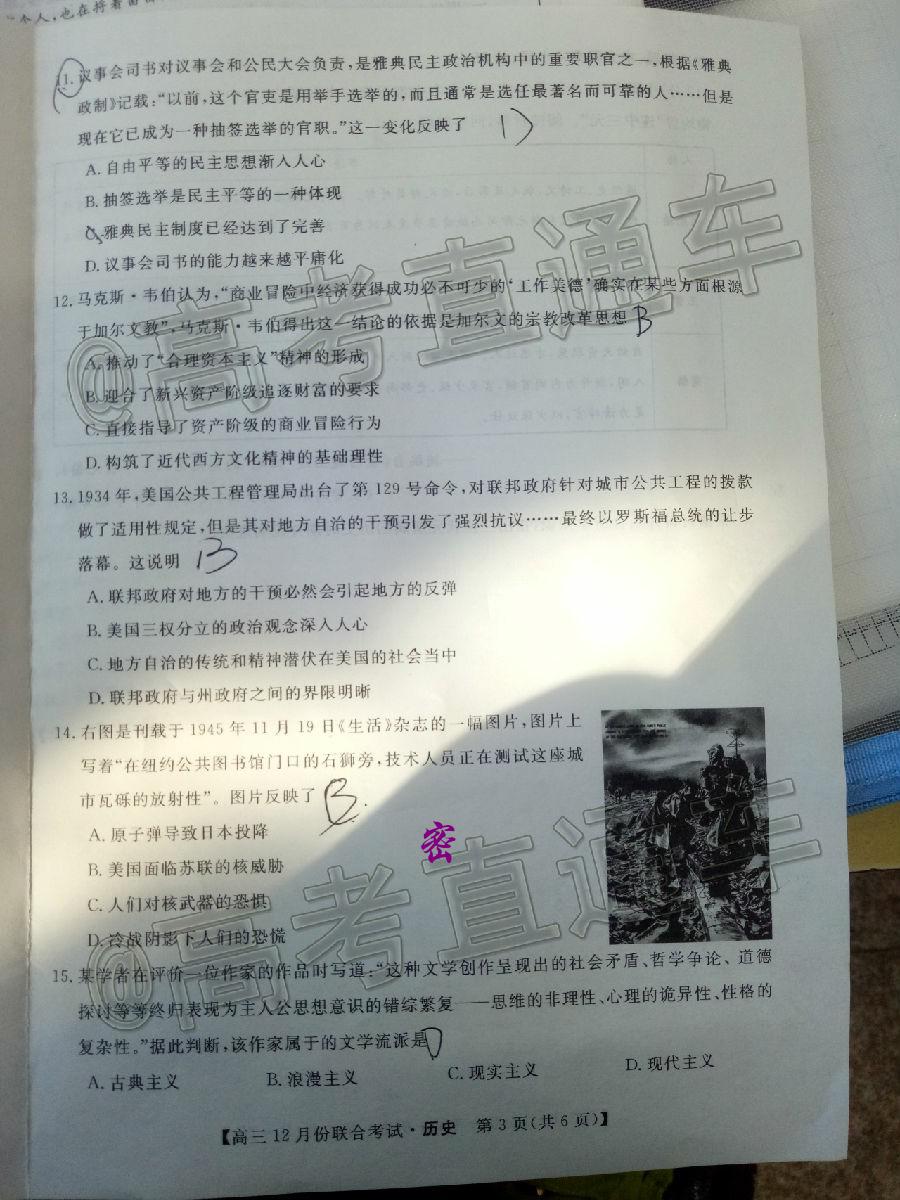 个人,也在持着
11. 议事会司书对议事会和公民大会负责,是雅典民主政治机构中的重要职官之一,根据《雅典
政制》记载:“以前,这个官吏是用举手选举的,而且通常是选任最著名而可靠的人……但是
现在它已成为一种抽签选举的官职。”这一变化反映了 D
A. 自由平等的民主思想渐入人心
B. 抽签选举是民主平等的一种体现
C. 雅典民主制度已经达到了完善
D. 议事会司书的能力越来越平庸化
12. 马克斯·韦伯认为,“商业冒险中经济获得成功必不可少的‘工作美德’确实在某些方面根源
于加尔文教”,马克斯·韦伯得出这一结论的依据是加尔文的宗教改革思想 B
A. 推动了“合理资本主义”精神的形成
B. 迎合了新兴资产阶级追逐财富的要求
C. 直接指导了资产阶级的商业冒险行为
D. 构筑了近代西方文化精神的基础理性
13. 1934 年,美国公共工程管理局出台了第 129 号命令,对联邦政府针对城市公共工程的拨款
做了适用性规定,但是其对地方自治的干预引发了强烈抗议……最终以罗斯福总统的让步
落幕。这说明 B
A. 联邦政府对地方的干预必然会引起地方的反弹
B. 美国三权分立的政治观念深入人心
C. 地方自治的传统和精神潜伏在美国的社会当中
D. 联邦政府与州政府之间的界限明晰
14. 右图是刊载于 1945 年 11 月 19 日《生活》杂志的一幅图片,图片上
写着“在纽约公共图书馆门口的石狮旁,技术人员正在测试这座城
市瓦砾的放射性”。图片反映了 B
A. 原子弹导致日本投降
B. 美国面临苏联的核威胁
C. 人们对核武器的恐惧
D. 冷战阴影下人们的恐慌
密
15. 某学者在评价一位作家的作品时写道:“这种文学创作呈现出的社会矛盾、哲学争论、道德
探讨等等终归表现为主人公思想意识的错综繁复——思维的非理性、心理的诡异性、性格的
复杂性。”据此判断,该作家属于的文学流派是 D
A. 古典主义 B. 浪漫主义 C. 现实主义 D. 现代主义
【高三 12 月份联合考试·历史 第 3 页(共 6 页)】
@高考直通车
@高考直通车